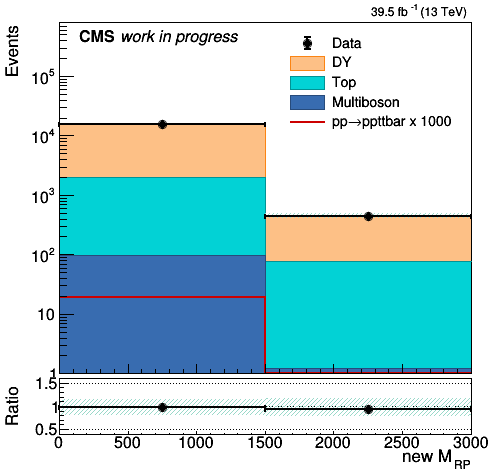 39.5 fb⁻¹ (13 TeV)
CMS work in progress
Events
Data
DY
Top
Multiboson
pp→ppttbar x 1000
10⁵
10⁴
10³
10²
10
1
Ratio
1.5
1
0.5
0 500 1000 1500 2000 2500 3000
new M_RP